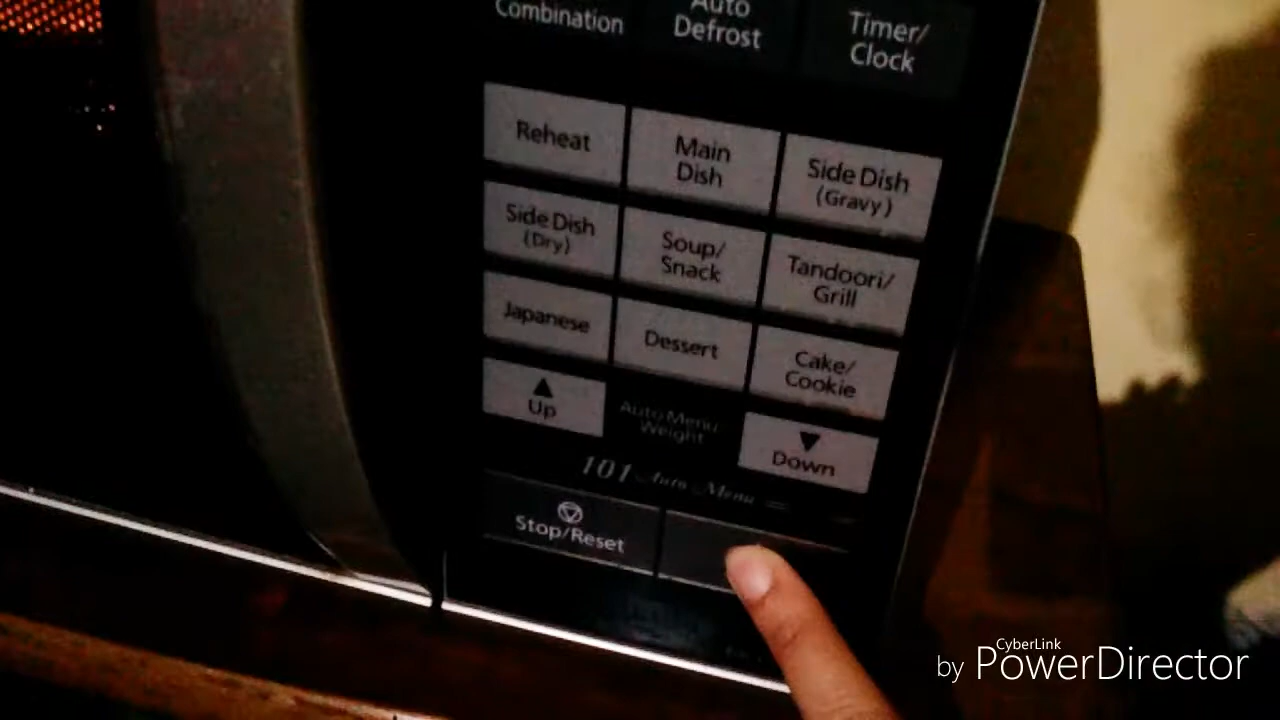 Combination
Auto
Defrost
Timer/
Clock
Reheat
Main
Dish
Side Dish
(Gravy)
Side Dish
(Dry)
Soup/
Snack
Tandoori/
Grill
Japanese
Dessert
Cake/
Cookie
▲
Up
Auto Menu
Weight
▼
Down
101 Auto Menu
Stop/Reset
CyberLink
by PowerDirector